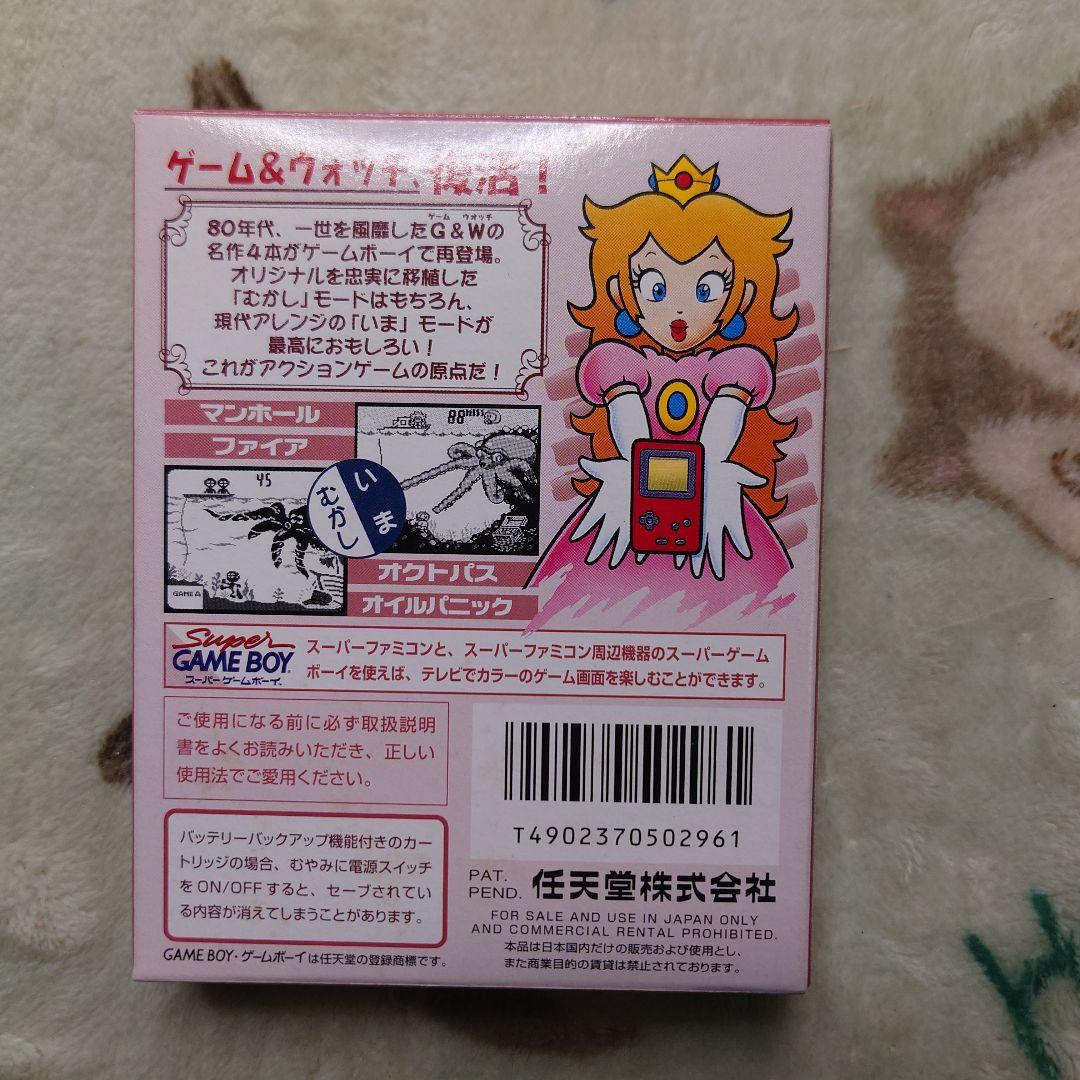 ゲーム&ウォッチ、復活!
ゲーム ウオッチ
80年代、一世を風靡したG&Wの
名作4本がゲームボーイで再登場。
オリジナルを忠実に移植した
「むかし」モードはもちろん、
現代アレンジの「いま」モードが
最高におもしろい!
これがアクションゲームの原点だ!
マンホール
ファイア
88 MISS
45
GAME A
いま
むかし
オクトパス
オイルパニック
Super
GAME BOY
スーパーゲームボーイ
スーパーファミコンと、スーパーファミコン周辺機器のスーパーゲーム
ボーイを使えば、テレビでカラーのゲーム画面を楽しむことができます。
ご使用になる前に必ず取扱説明
書をよくお読みいただき、正しい
使用法でご愛用ください。
バッテリーバックアップ機能付きのカー
トリッジの場合、むやみに電源スイッチ
をON/OFFすると、セーブされてい
る内容が消えてしまうことがあります。
GAME BOY・ゲームボーイは任天堂の登録商標です。
T4902370502961
PAT.
PEND. 任天堂株式会社
FOR SALE AND USE IN JAPAN ONLY
AND COMMERCIAL RENTAL PROHIBITED.
本品は日本国内だけの販売および使用とし、
また商業目的の賃貸は禁止されております。